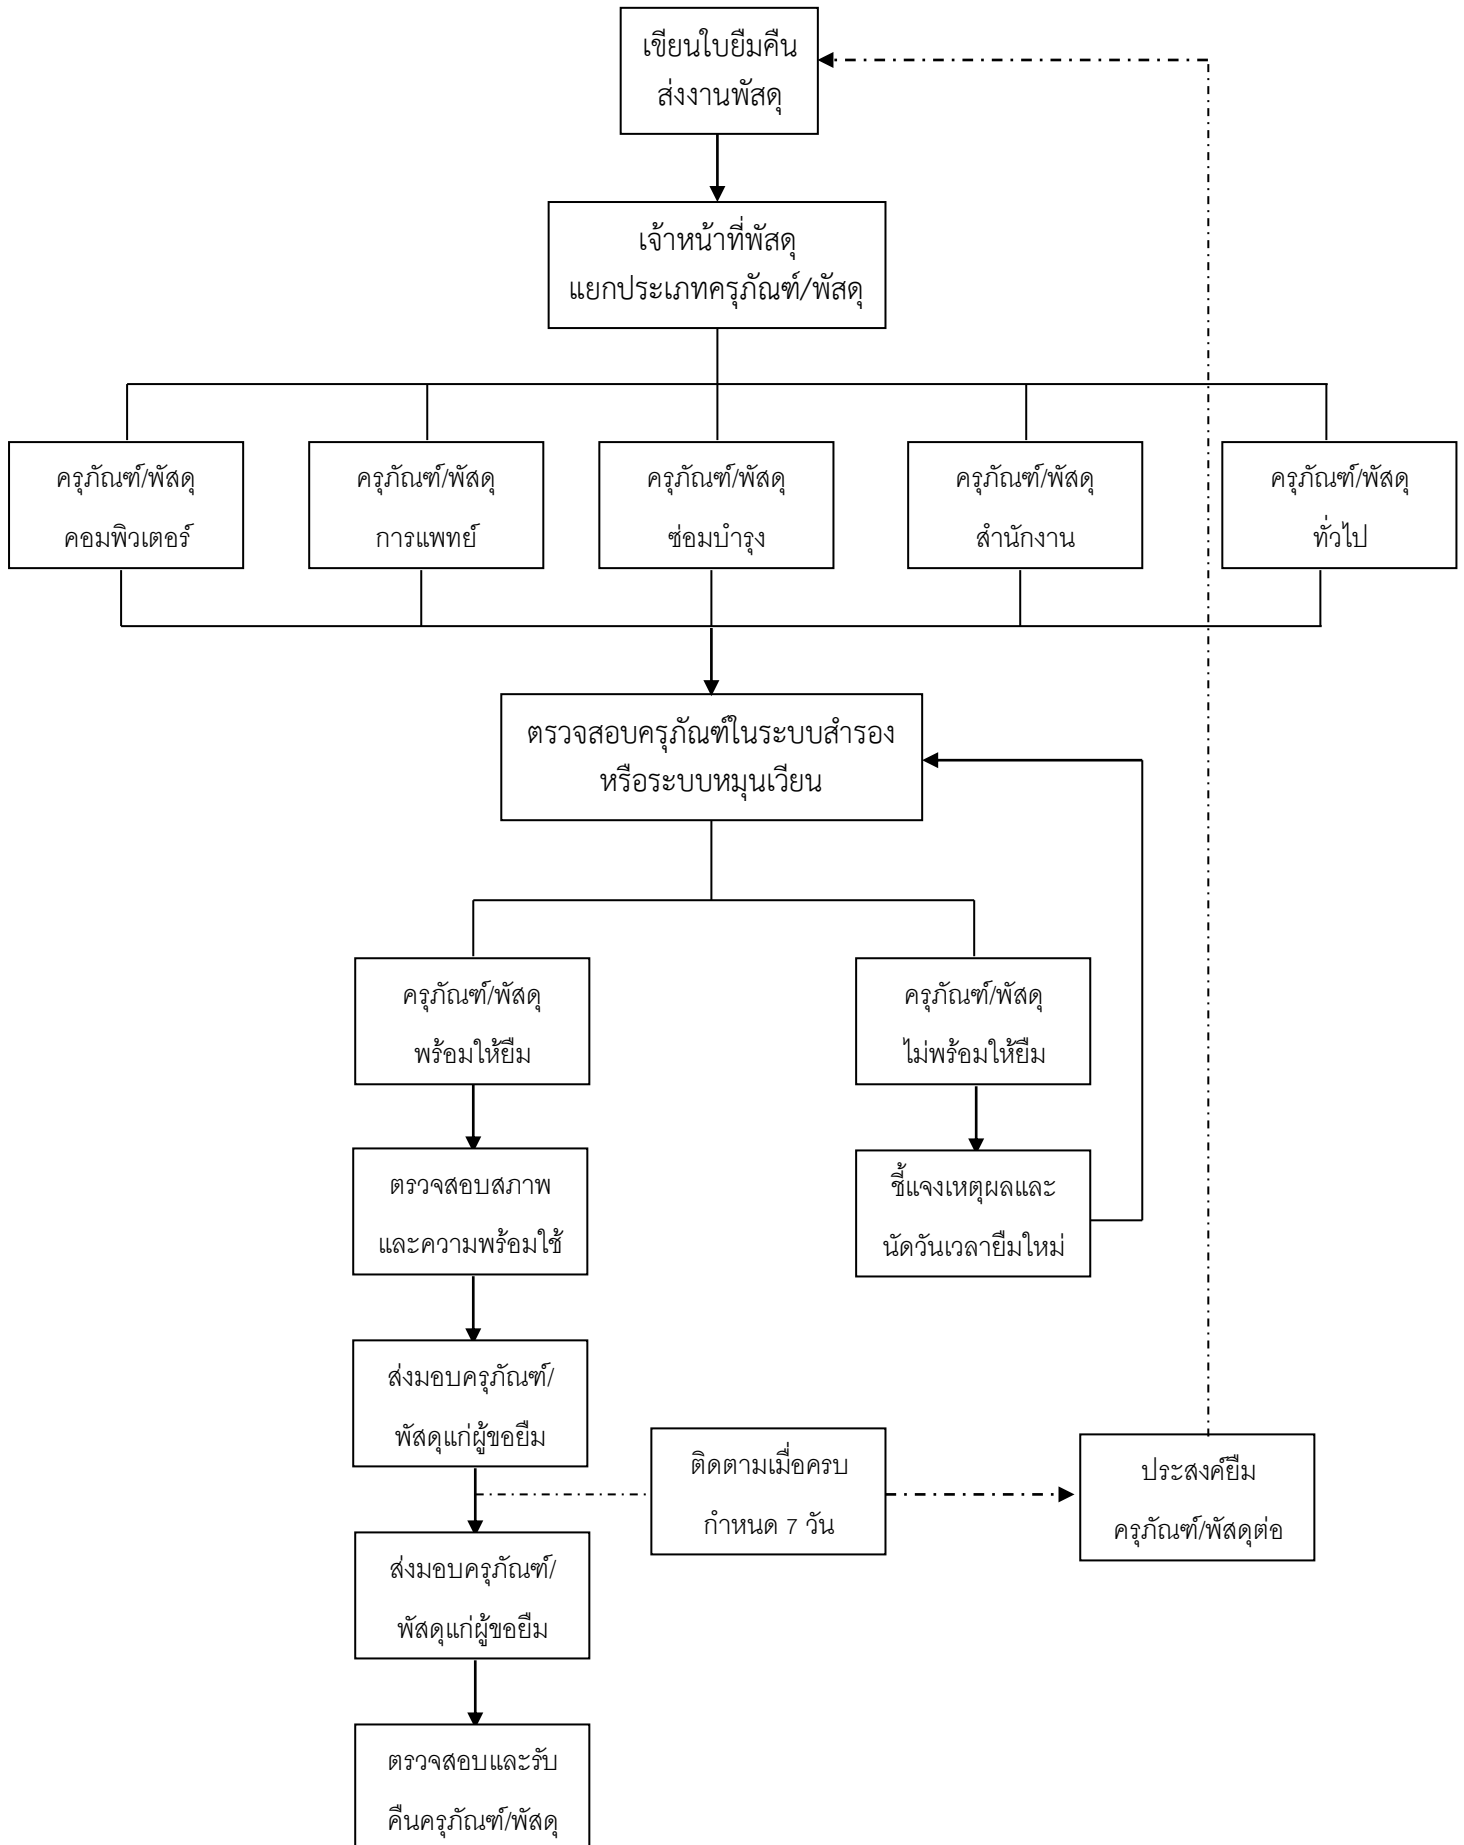 เขียนใบยืมคืน
ส่งงานพัสดุ
เจ้าหน้าที่พัสดุ
แยกประเภทครุภัณฑ์/พัสดุ
ครุภัณฑ์/พัสดุ
คอมพิวเตอร์
ครุภัณฑ์/พัสดุ
การแพทย์
ครุภัณฑ์/พัสดุ
ซ่อมบำรุง
ครุภัณฑ์/พัสดุ
สำนักงาน
ครุภัณฑ์/พัสดุ
ทั่วไป
ตรวจสอบครุภัณฑ์ในระบบสำรอง
หรือระบบหมุนเวียน
ครุภัณฑ์/พัสดุ
พร้อมให้ยืม
ครุภัณฑ์/พัสดุ
ไม่พร้อมให้ยืม
ตรวจสอบสภาพ
และความพร้อมใช้
ชี้แจงเหตุผลและ
นัดวันเวลายืมใหม่
ส่งมอบครุภัณฑ์/
พัสดุแก่ผู้ขอยืม
ติดตามเมื่อครบ
กำหนด 7 วัน
ประสงค์ยืม
ครุภัณฑ์/พัสดุต่อ
ส่งมอบครุภัณฑ์/
พัสดุแก่ผู้ขอยืม
ตรวจสอบและรับ
คืนครุภัณฑ์/พัสดุ